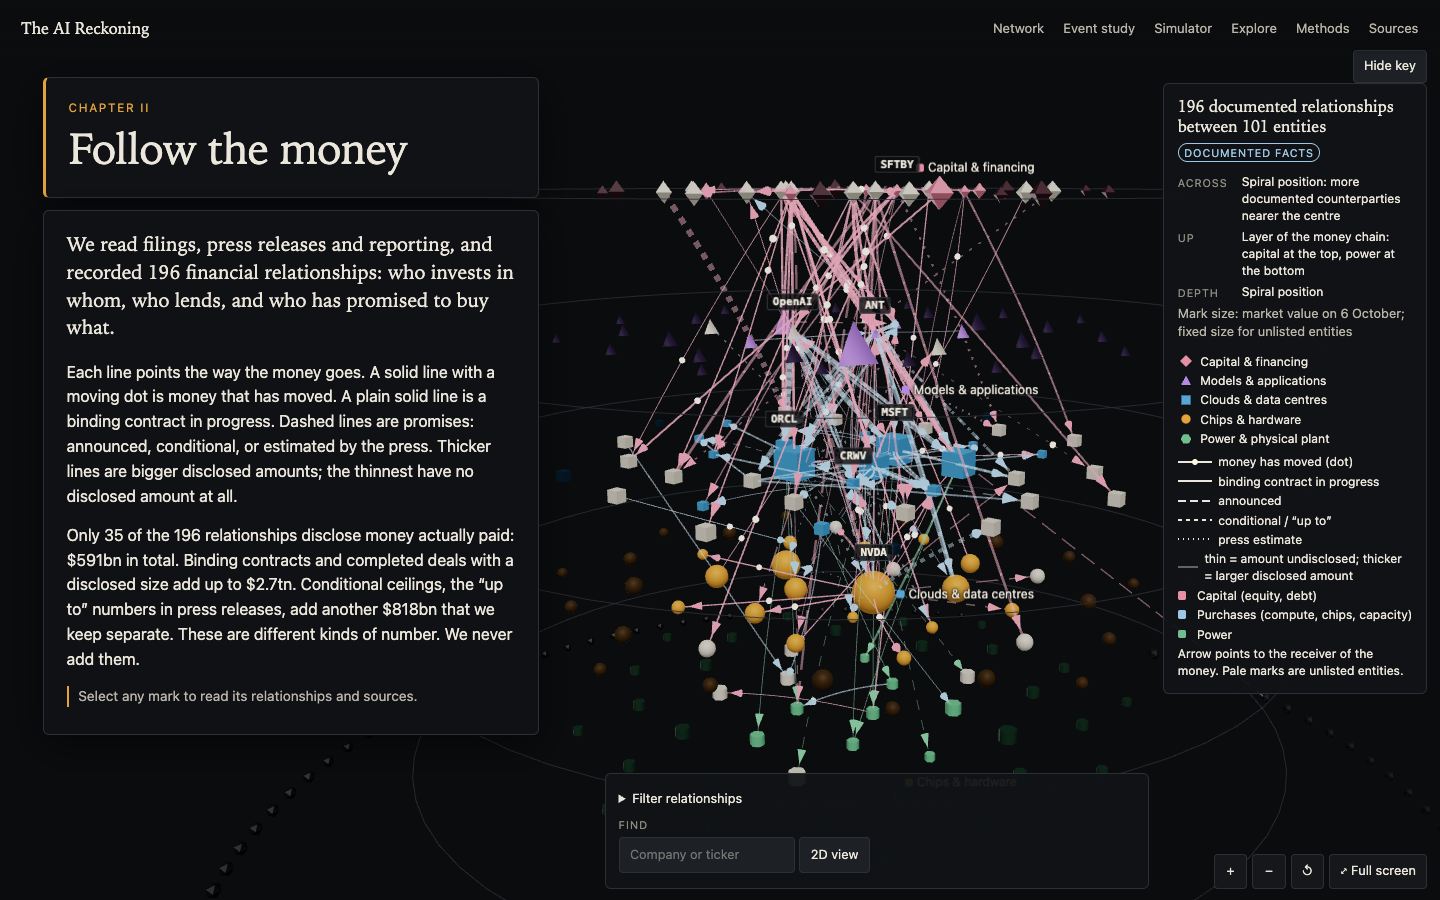 The AI Reckoning
Network
Event study
Simulator
Explore
Methods
Sources
Hide key
CHAPTER II
Follow the money
We read filings, press releases and reporting, and
recorded 196 financial relationships: who invests in
whom, who lends, and who has promised to buy
what.
Each line points the way the money goes. A solid line with a
moving dot is money that has moved. A plain solid line is a
binding contract in progress. Dashed lines are promises:
announced, conditional, or estimated by the press. Thicker
lines are bigger disclosed amounts; the thinnest have no
disclosed amount at all.
Only 35 of the 196 relationships disclose money actually paid:
$591bn in total. Binding contracts and completed deals with a
disclosed size add up to $2.7tn. Conditional ceilings, the “up
to” numbers in press releases, add another $818bn that we
keep separate. These are different kinds of number. We never
add them.
Select any mark to read its relationships and sources.
SFTBY
Capital & financing
OpenAI
ANT
Models & applications
ORCL
MSFT
CRWV
NVDA
Clouds & data centres
Chips & hardware
Filter relationships
FIND
Company or ticker
2D view
196 documented relationships
between 101 entities
DOCUMENTED FACTS
ACROSS
Spiral position: more
documented counterparties
nearer the centre
UP
Layer of the money chain:
capital at the top, power at
the bottom
DEPTH
Spiral position
Mark size: market value on 6 October;
fixed size for unlisted entities
Capital & financing
Models & applications
Clouds & data centres
Chips & hardware
Power & physical plant
money has moved (dot)
binding contract in progress
announced
conditional / “up to”
press estimate
thin = amount undisclosed; thicker
= larger disclosed amount
Capital (equity, debt)
Purchases (compute, chips, capacity)
Power
Arrow points to the receiver of the
money. Pale marks are unlisted entities.
+
−
↺
⤢ Full screen